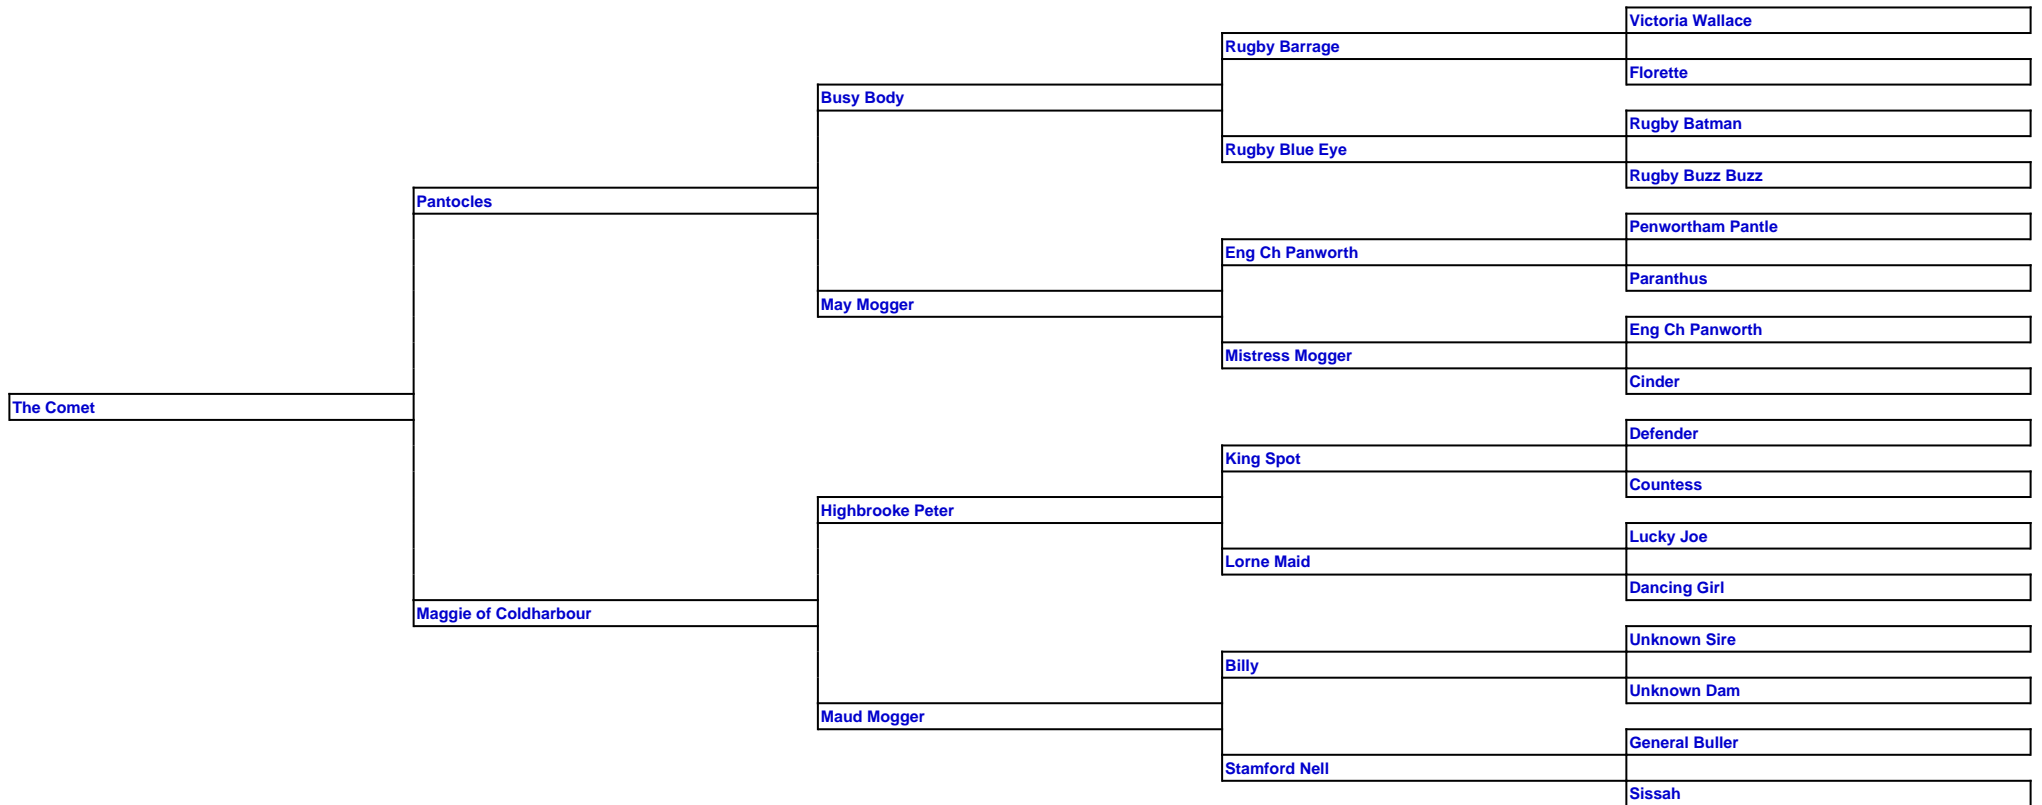 Victoria Wallace
Rugby Barrage
Florette
Busy Body
Rugby Batman
Rugby Blue Eye
Rugby Buzz Buzz
Pantocles
Penwortham Pantle
Eng Ch Panworth
Paranthus
May Mogger
Eng Ch Panworth
Mistress Mogger
Cinder
The Comet
Defender
King Spot
Countess
Highbrooke Peter
Lucky Joe
Lorne Maid
Dancing Girl
Maggie of Coldharbour
Unknown Sire
Billy
Unknown Dam
Maud Mogger
General Buller
Stamford Nell
Sissah